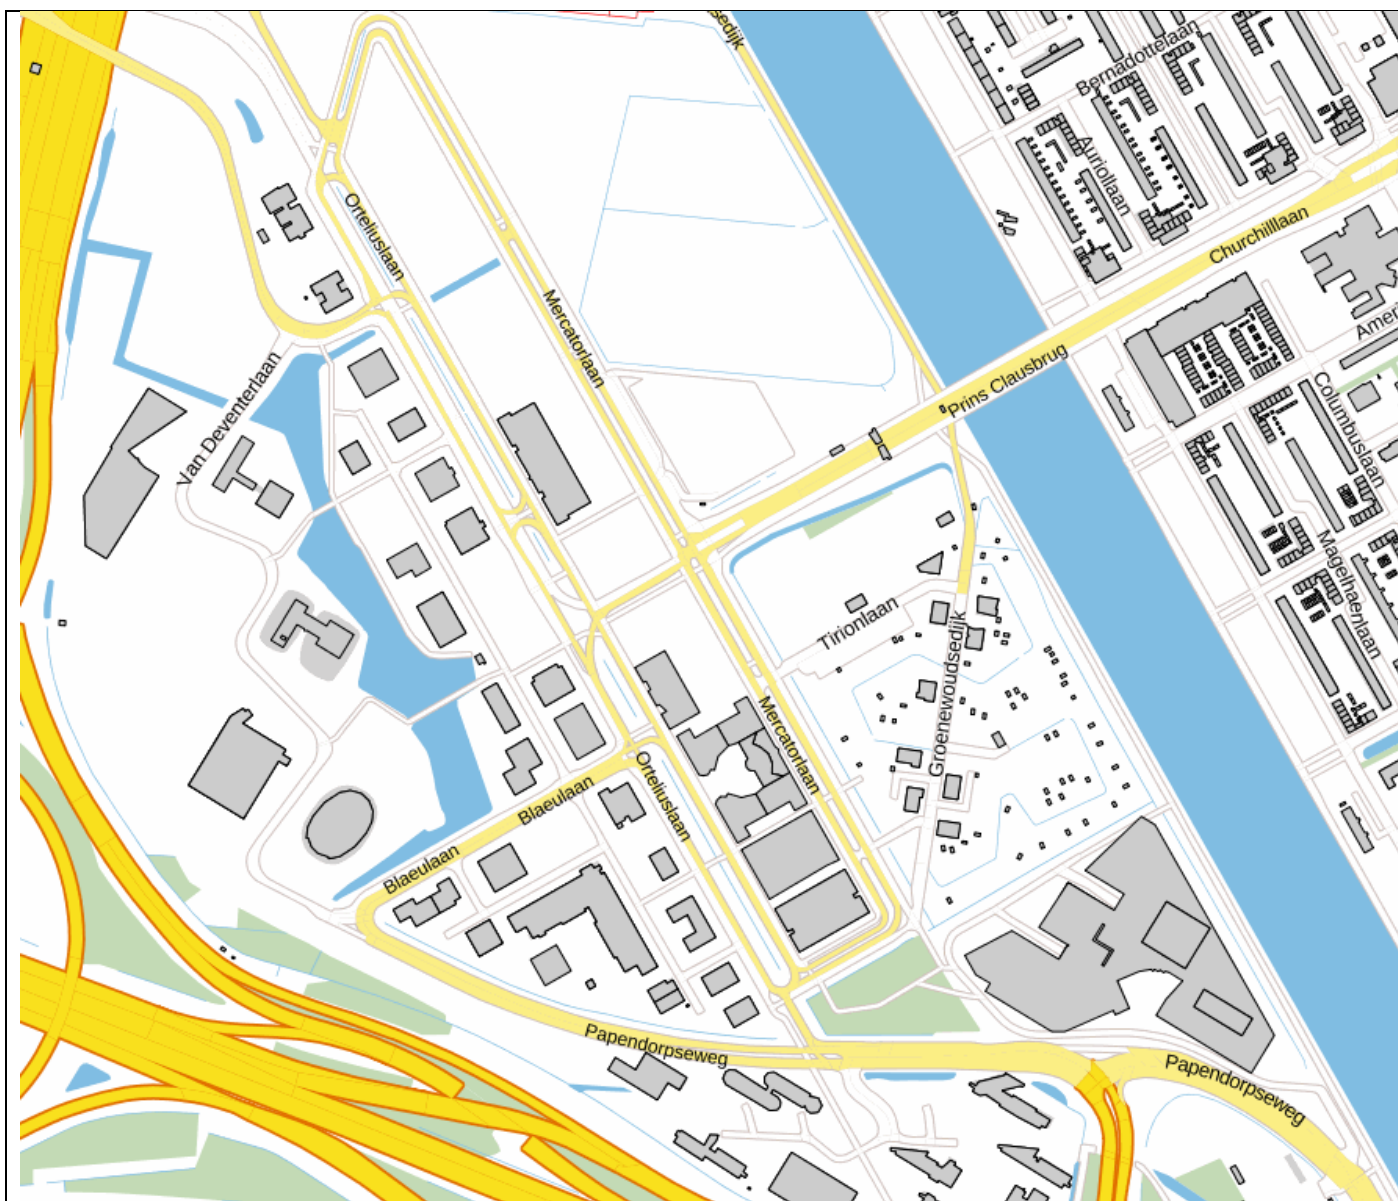 sedijk
Bernadottelaan
Auriollaan
Orteliuslaan
Churchilllaan
Mercatorlaan
Amer
Prins Clausbrug
Van Deventerlaan
Columbuslaan
Magelhaenlaan
Tirionlaan
Groenewoudsedijk
Mercatorlaan
Orteliuslaan
Blaeulaan
Blaeulaan
Papendorpseweg
Papendorpseweg